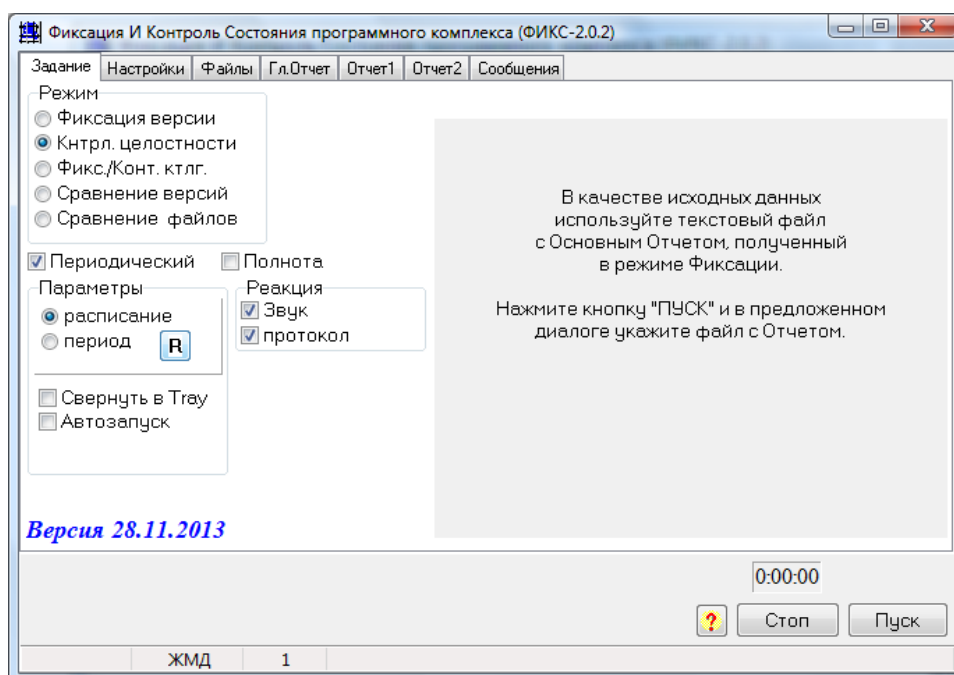 Фиксация И Контроль Состояния программного комплекса (ФИКС-2.0.2)
Задание Настройки Файлы Гл.Отчет Отчет1 Отчет2 Сообщения
Режим
Фиксация версии
Кнтрл. целостности
Фикс./Конт. ктлг.
Сравнение версий
Сравнение файлов
Периодический Полнота
Параметры
расписание
период R
Свернуть в Tray
Автозапуск
Реакция
Звук
протокол
В качестве исходных данных
используйте текстовый файл
с Основным Отчетом, полученный
в режиме Фиксации.
Нажмите кнопку "ПУСК" и в предложенном
диалоге укажите файл с Отчетом.
Версия 28.11.2013
0:00:00
? Стоп Пуск
ЖМД 1